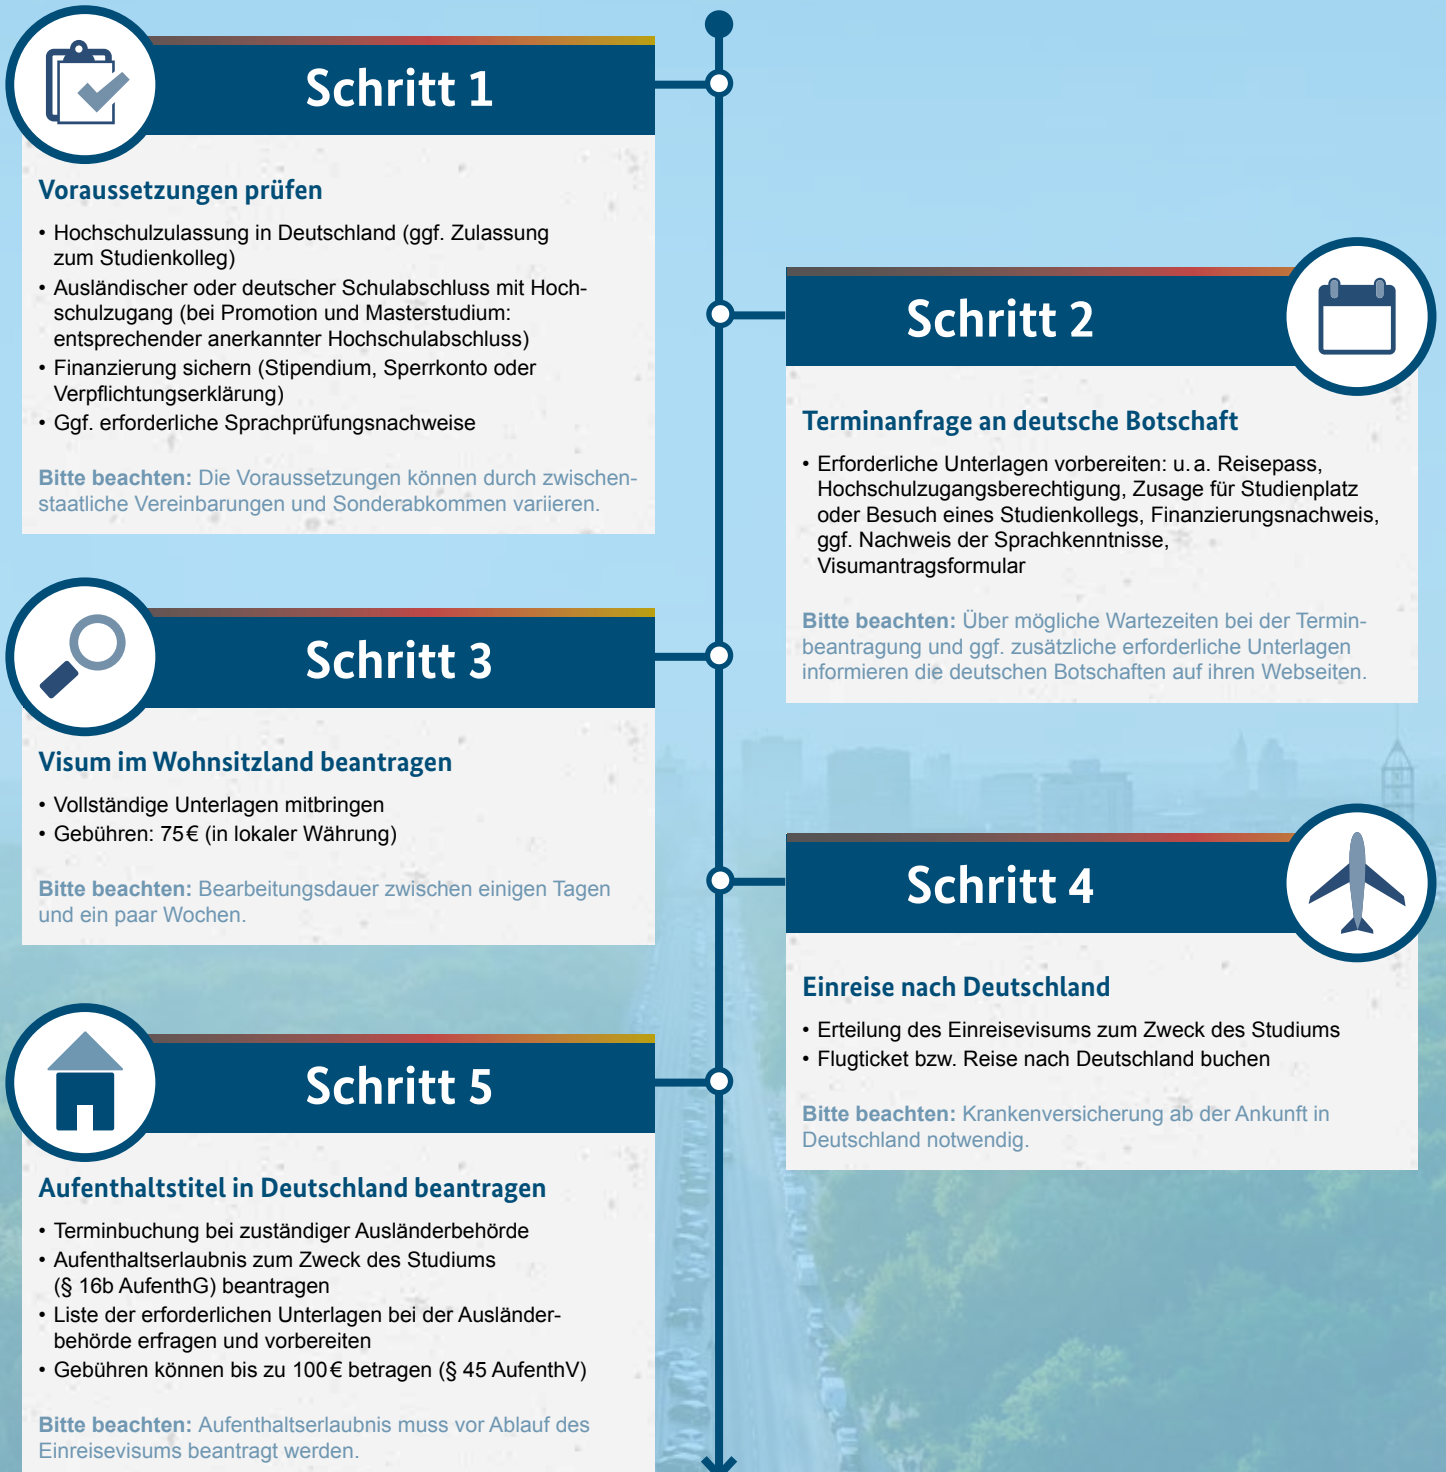 Schritt 1
Voraussetzungen prüfen
• Hochschulzulassung in Deutschland (ggf. Zulassung
zum Studienkolleg)
• Ausländischer oder deutscher Schulabschluss mit Hoch-
schulzugang (bei Promotion und Masterstudium:
entsprechender anerkannter Hochschulabschluss)
• Finanzierung sichern (Stipendium, Sperrkonto oder
Verpflichtungserklärung)
• Ggf. erforderliche Sprachprüfungsnachweise
Bitte beachten: Die Voraussetzungen können durch zwischen-
staatliche Vereinbarungen und Sonderabkommen variieren.
Schritt 2
Terminanfrage an deutsche Botschaft
• Erforderliche Unterlagen vorbereiten: u. a. Reisepass,
Hochschulzugangsberechtigung, Zusage für Studienplatz
oder Besuch eines Studienkollegs, Finanzierungsnachweis,
ggf. Nachweis der Sprachkenntnisse,
Visumantragsformular
Bitte beachten: Über mögliche Wartezeiten bei der Termin-
beantragung und ggf. zusätzliche erforderliche Unterlagen
informieren die deutschen Botschaften auf ihren Webseiten.
Schritt 3
Visum im Wohnsitzland beantragen
• Vollständige Unterlagen mitbringen
• Gebühren: 75 € (in lokaler Währung)
Bitte beachten: Bearbeitungsdauer zwischen einigen Tagen
und ein paar Wochen.
Schritt 4
Einreise nach Deutschland
• Erteilung des Einreisevisums zum Zweck des Studiums
• Flugticket bzw. Reise nach Deutschland buchen
Bitte beachten: Krankenversicherung ab der Ankunft in
Deutschland notwendig.
Schritt 5
Aufenthaltstitel in Deutschland beantragen
• Terminbuchung bei zuständiger Ausländerbehörde
• Aufenthaltserlaubnis zum Zweck des Studiums
(§ 16b AufenthG) beantragen
• Liste der erforderlichen Unterlagen bei der Ausländer-
behörde erfragen und vorbereiten
• Gebühren können bis zu 100 € betragen (§ 45 AufenthV)
Bitte beachten: Aufenthaltserlaubnis muss vor Ablauf des
Einreisevisums beantragt werden.